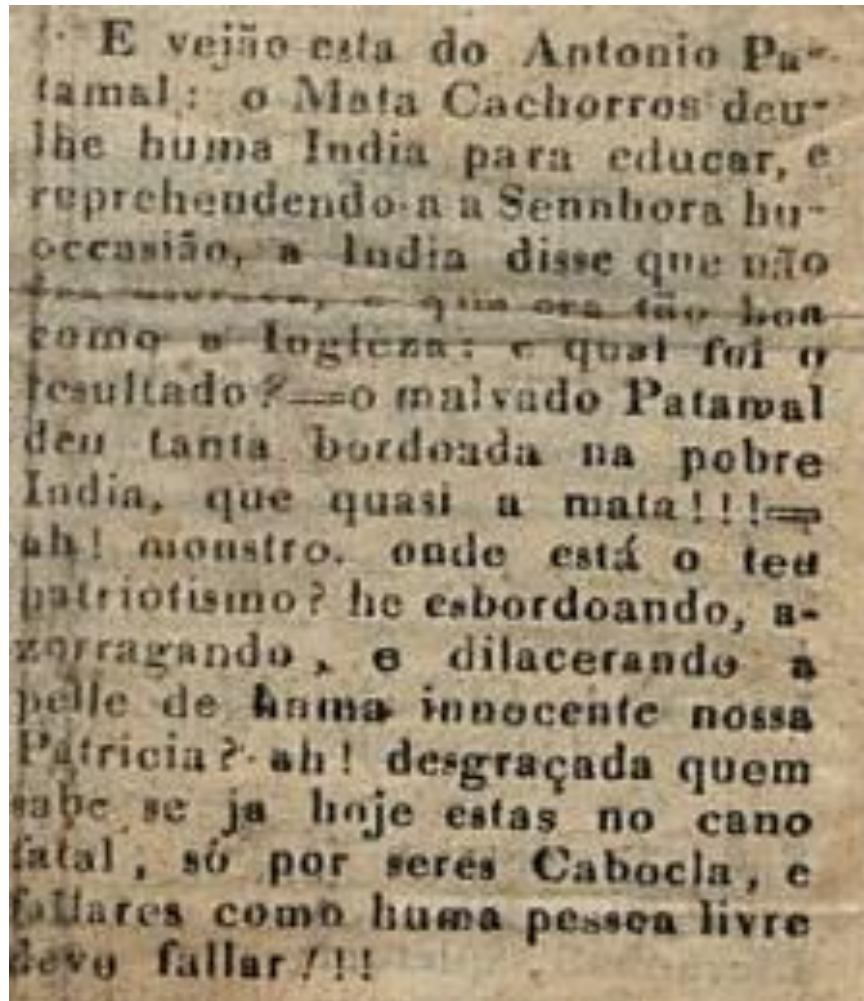 E vejão esta do Antonio Pa-
tamal: o Mata Cachorros deu-
lhe huma India para educar, e
reprehendendo-a a Sennhora hu-
occasião, a India disse que não
era escrava, e que era tão boa
como a Ingleza: e qual foi o
resultado?=o malvado Patamal
deu tanta bordoada na pobre
India, que quasi a mata!!!=
ah! monstro. onde está o teu
patriotismo? he esbordoando, a-
zorragando, e dilacerando a
pelle de huma innocente nossa
Patricia? ah! desgraçada quem
sabe se ja hoje estas no cano
fatal, só por seres Cabocla, e
fallares como huma pessoa livre
deve fallar!!!